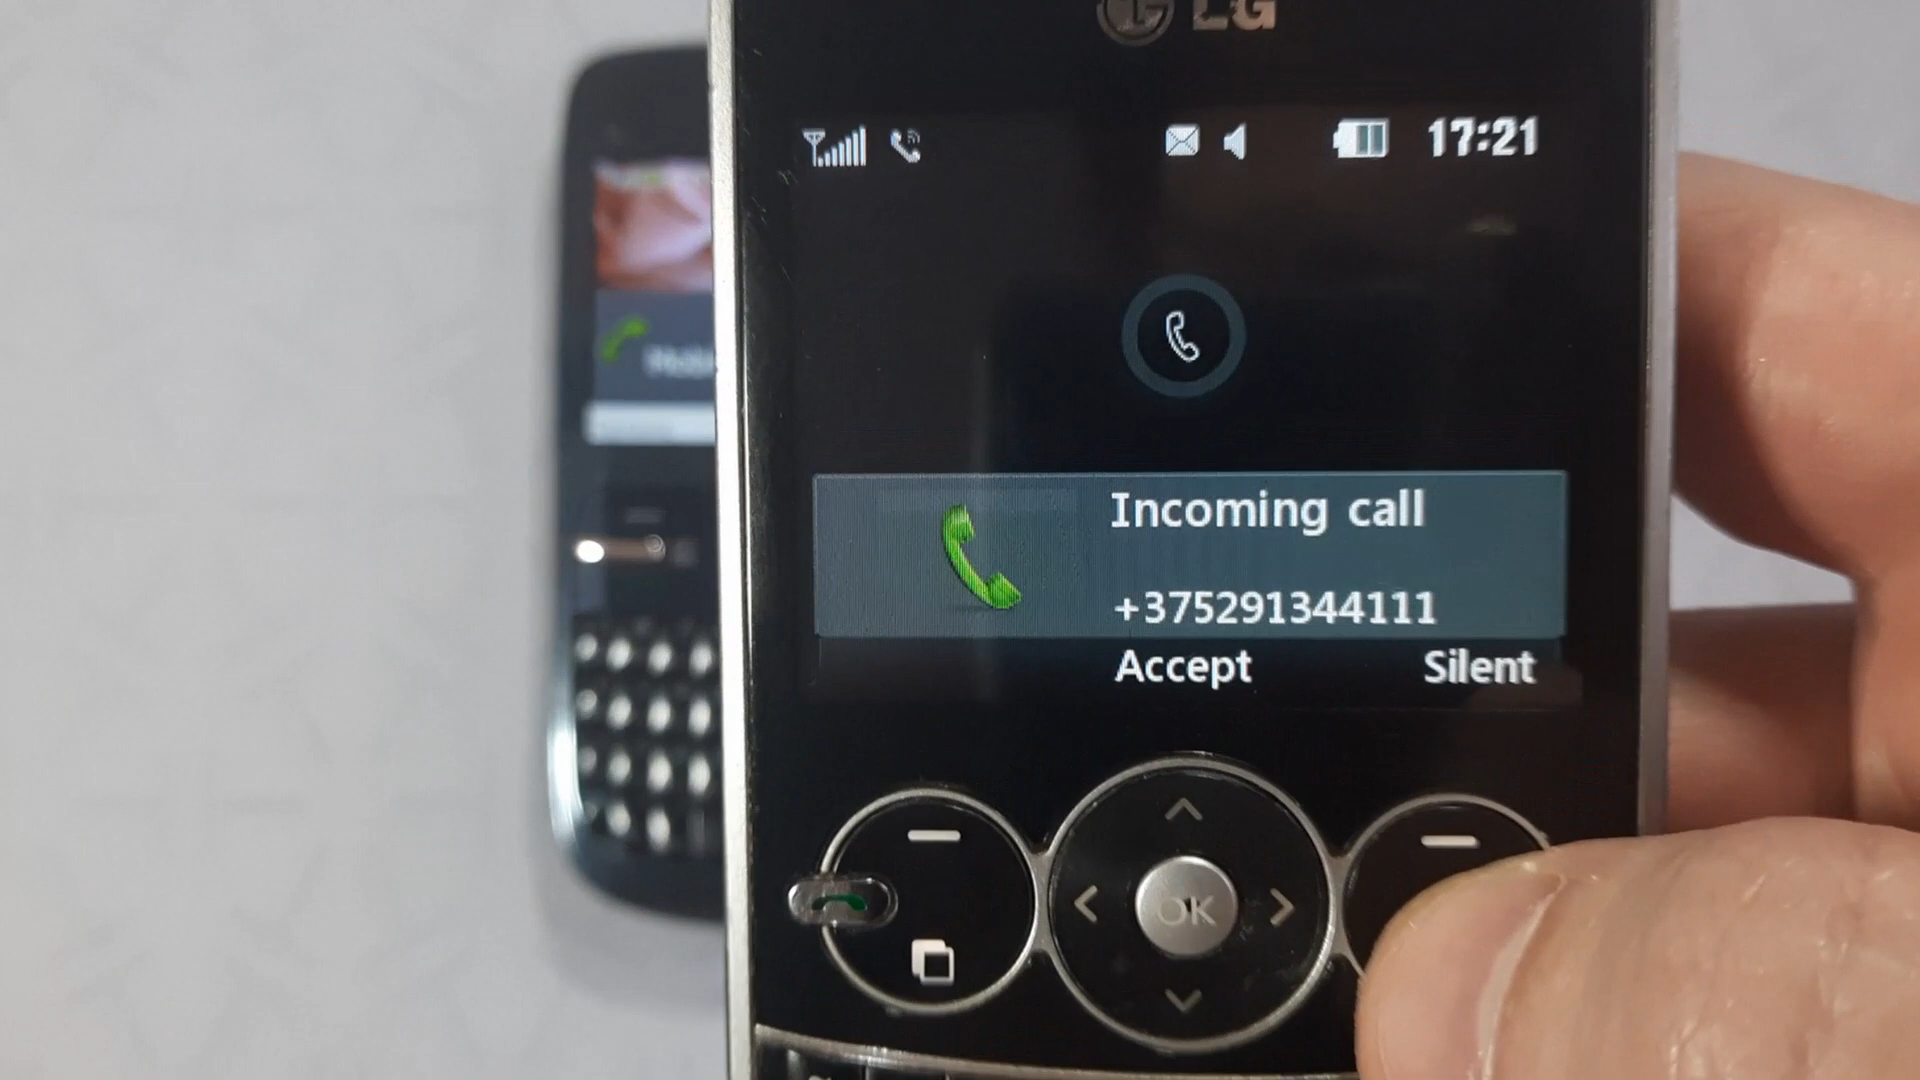 LG
17:21
Incoming call
+375291344111
Accept Silent
OK